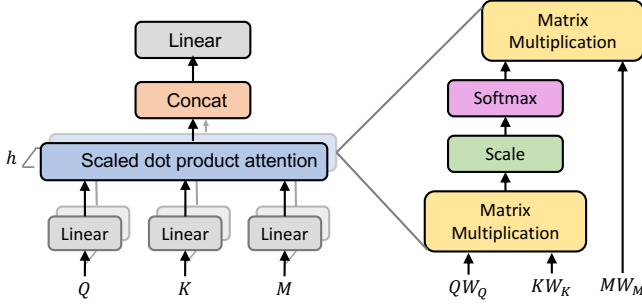 Linear
Concat
h
Scaled dot product attention
Linear
Linear
Linear
Q
K
M
Matrix
Multiplication
Softmax
Scale
Matrix
Multiplication
QW_Q
KW_K
MW_M